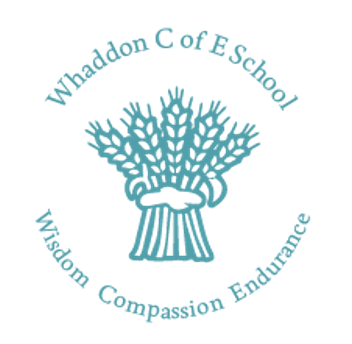 Whaddon C of E School
Wisdom Compassion Endurance